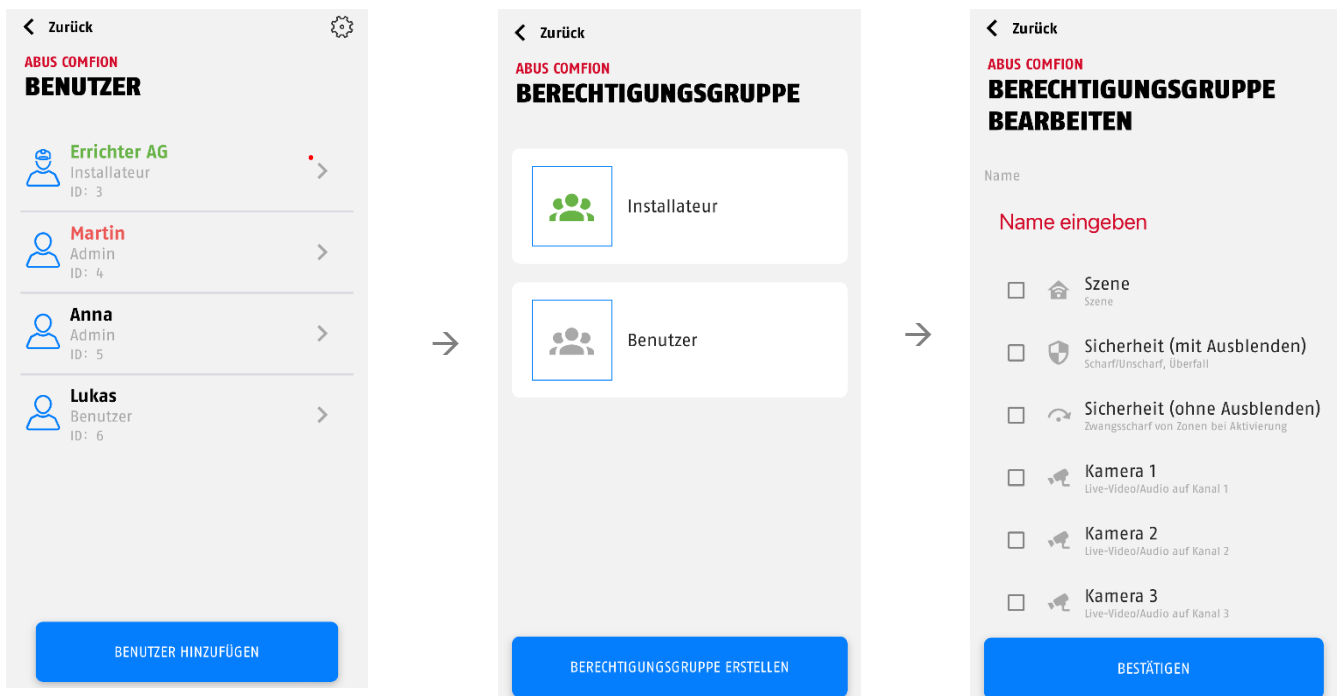 Zurück
ABUS COMFION
BENUTZER
Errichter AG
Installateur
ID: 3
Martin
Admin
ID: 4
Anna
Admin
ID: 5
Lukas
Benutzer
ID: 6
BENUTZER HINZUFÜGEN
Zurück
ABUS COMFION
BERECHTIGUNGSGRUPPE
Installateur
Benutzer
BERECHTIGUNGSGRUPPE ERSTELLEN
Zurück
ABUS COMFION
BERECHTIGUNGSGRUPPE
BEARBEITEN
Name
Name eingeben
Szene
Szene
Sicherheit (mit Ausblenden)
Scharf/Unscharf, Überfall
Sicherheit (ohne Ausblenden)
Zwangsscharf von Zonen bei Aktivierung
Kamera 1
Live-Video/Audio auf Kanal 1
Kamera 2
Live-Video/Audio auf Kanal 2
Kamera 3
Live-Video/Audio auf Kanal 3
BESTÄTIGEN